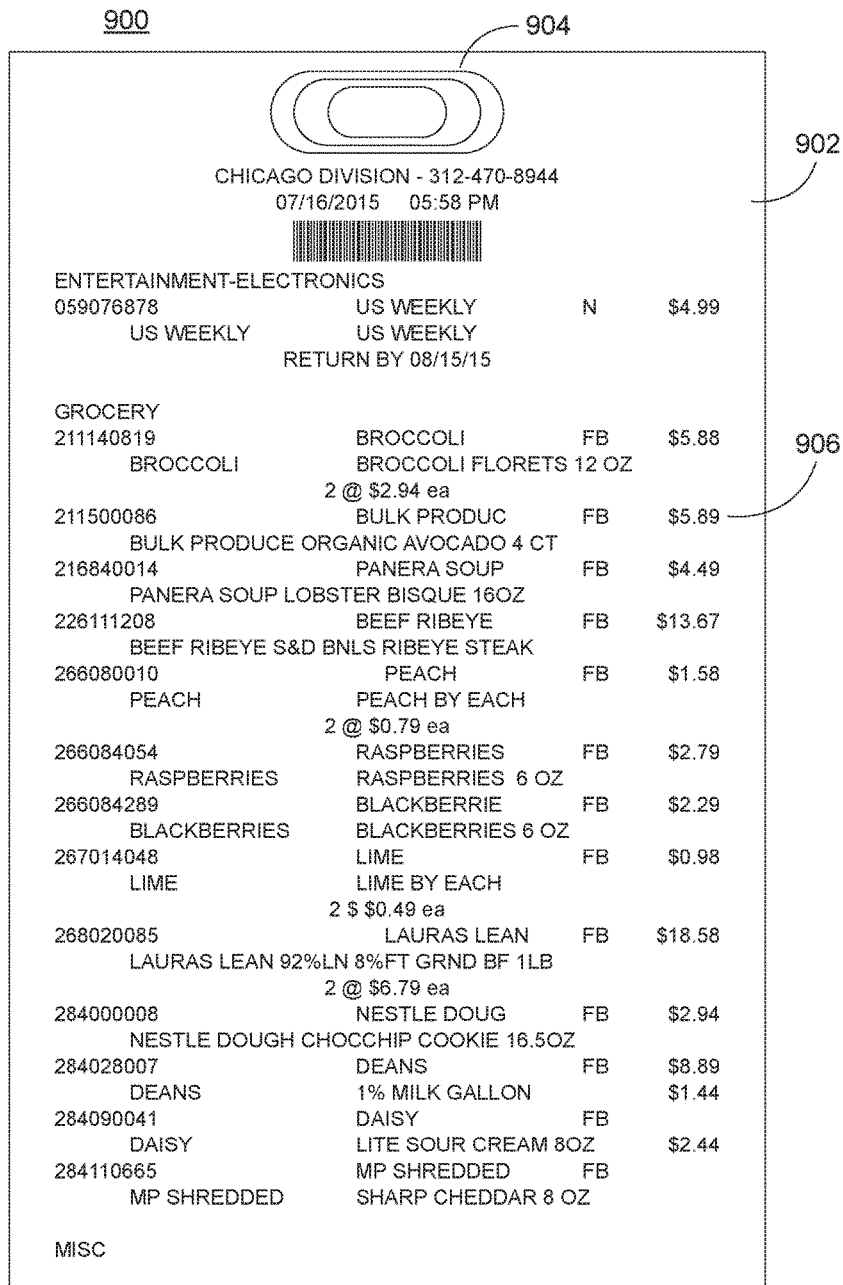 900
904
902
CHICAGO DIVISION - 312-470-8944
07/16/2015 05:58 PM
ENTERTAINMENT-ELECTRONICS
059076878 US WEEKLY N $4.99
US WEEKLY US WEEKLY
RETURN BY 08/15/15
GROCERY
211140819 BROCCOLI FB $5.88
906
BROCCOLI BROCCOLI FLORETS 12 OZ
2 @ $2.94 ea
211500086 BULK PRODUC FB $5.89
BULK PRODUCE ORGANIC AVOCADO 4 CT
216840014 PANERA SOUP FB $4.49
PANERA SOUP LOBSTER BISQUE 16OZ
226111208 BEEF RIBEYE FB $13.67
BEEF RIBEYE S&D BNLS RIBEYE STEAK
266080010 PEACH FB $1.58
PEACH PEACH BY EACH
2 @ $0.79 ea
266084054 RASPBERRIES FB $2.79
RASPBERRIES RASPBERRIES 6 OZ
266084289 BLACKBERRIE FB $2.29
BLACKBERRIES BLACKBERRIES 6 OZ
267014048 LIME FB $0.98
LIME LIME BY EACH
2 $ $0.49 ea
268020085 LAURAS LEAN FB $18.58
LAURAS LEAN 92%LN 8%FT GRND BF 1LB
2 @ $6.79 ea
284000008 NESTLE DOUG FB $2.94
NESTLE DOUGH CHOCCHIP COOKIE 16.5OZ
284028007 DEANS FB $8.89
DEANS 1% MILK GALLON $1.44
284090041 DAISY FB
DAISY LITE SOUR CREAM 8OZ $2.44
284110665 MP SHREDDED FB
MP SHREDDED SHARP CHEDDAR 8 OZ
MISC